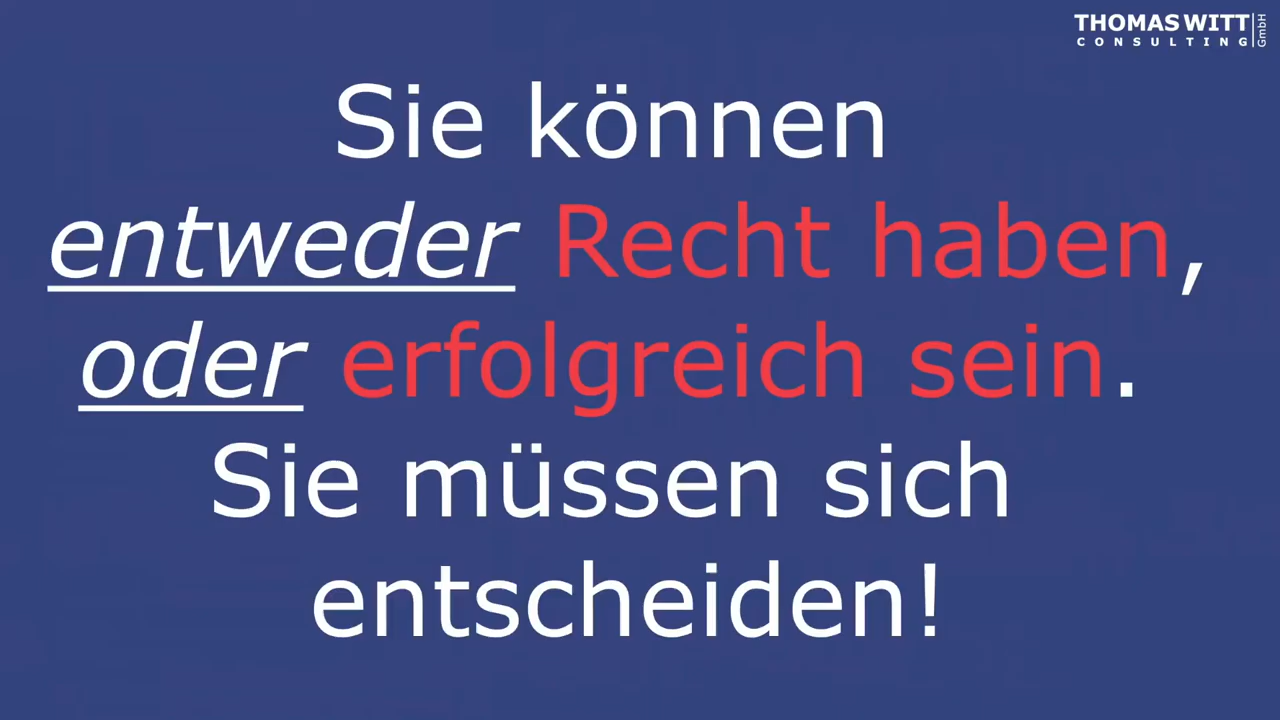 THOMAS WITT
CONSULTING
GmbH
Sie können
entweder Recht haben,
oder erfolgreich sein.
Sie müssen sich
entscheiden!